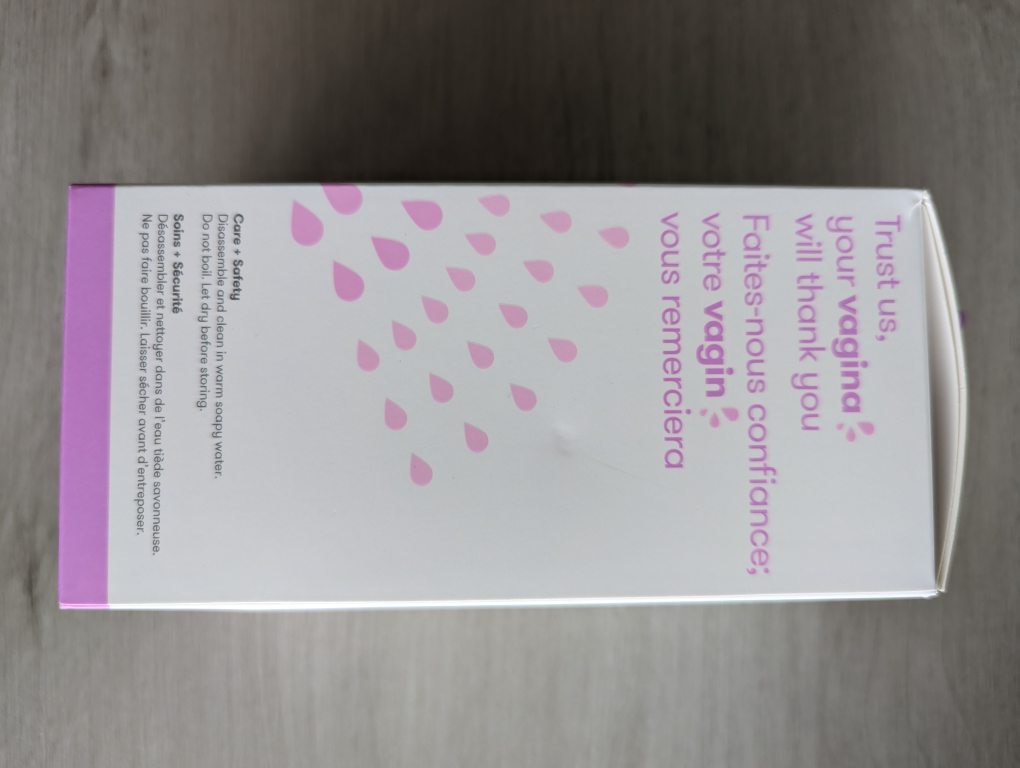 Trust us,
your vagina
will thank you
Faites-nous confiance;
votre vagin
vous remerciera
Care + Safety
Disassemble and clean in warm soapy water.
Do not boil. Let dry before storing.
Soins + Sécurité
Désassembler et nettoyer dans de l'eau tiède savonneuse.
Ne pas faire bouillir. Laisser sécher avant d'entreposer.